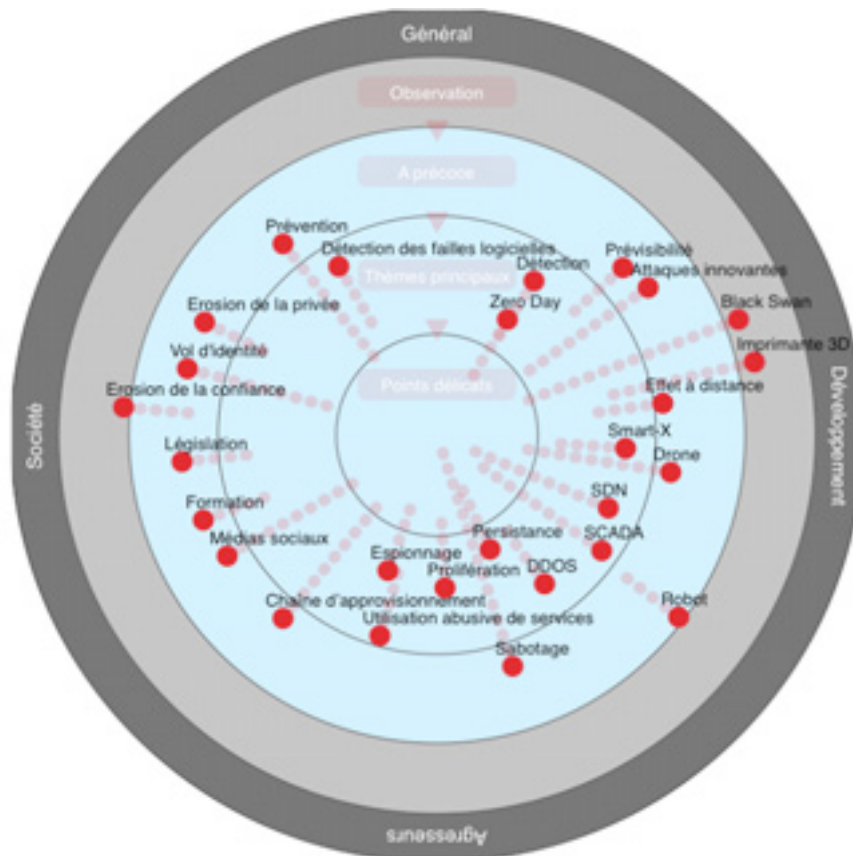 Général
Observation
A précoce
Prévention
Détection des failles logicielles
Prévisibilité
Détection
Attaques innovantes
Thèmes principaux
Erosion de la privée
Zero Day
Black Swan
Imprimante 3D
Vol d'identité
Erosion de la confiance
Points délicats
Effet à distance
Société
Développement
Législation
Smart-X
Drone
SDN
Formation
Médias sociaux
Persistance
SCADA
Espionnage
Prolifération
DDOS
Chaîne d'approvisionnement
Robot
Utilisation abusive de services
Sabotage
Agresseurs